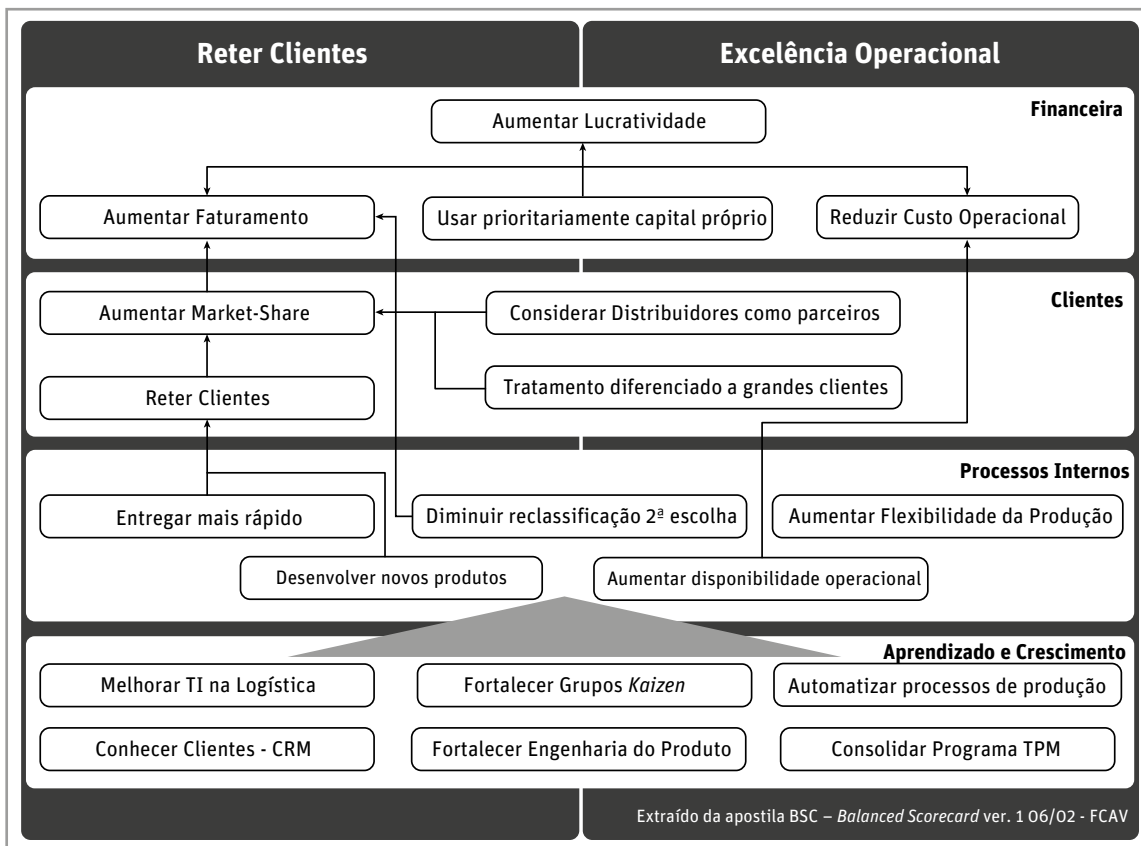 Reter Clientes
Excelência Operacional
Financeira
Aumentar Lucratividade
Aumentar Faturamento
Usar prioritariamente capital próprio
Reduzir Custo Operacional
Clientes
Aumentar Market-Share
Considerar Distribuidores como parceiros
Tratamento diferenciado a grandes clientes
Reter Clientes
Processos Internos
Entregar mais rápido
Diminuir reclassificação 2ª escolha
Aumentar Flexibilidade da Produção
Desenvolver novos produtos
Aumentar disponibilidade operacional
Aprendizado e Crescimento
Melhorar TI na Logística
Fortalecer Grupos Kaizen
Automatizar processos de produção
Conhecer Clientes - CRM
Fortalecer Engenharia do Produto
Consolidar Programa TPM
Extraído da apostila BSC – Balanced Scorecard ver. 1 06/02 - FCAV